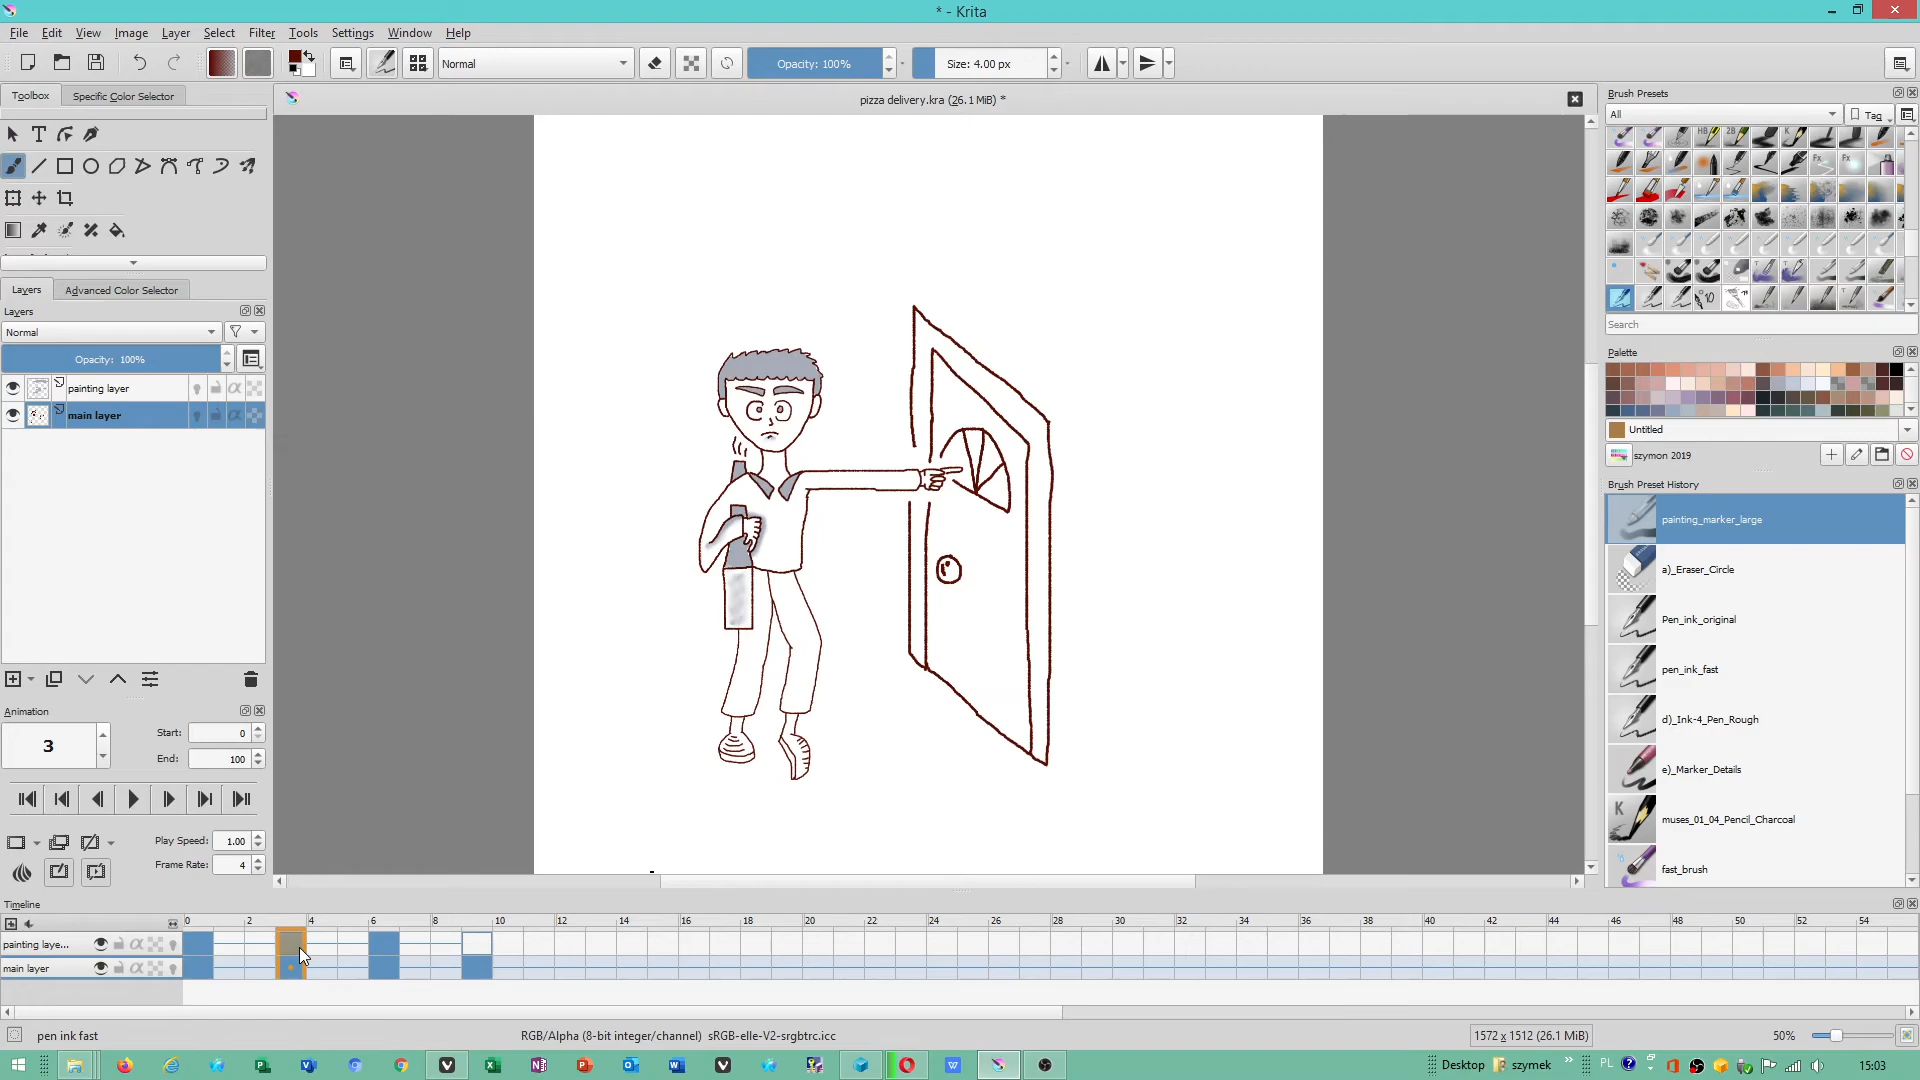 * - Krita
File Edit View Image Layer Select Filter Tools Settings Window Help
Normal Opacity: 100% Size: 4.00 px
Toolbox Specific Color Selector
pizza delivery.kra (26.1 MiB) *
Layers Advanced Color Selector
Layers
Normal
Opacity: 100%
painting layer
main layer
Animation
3
Start: 0
End: 100
Play Speed: 1.00
Frame Rate: 4
Brush Presets
All Tag
Search
Palette
Untitled
szymon 2019
Brush Preset History
painting_marker_large
a)_Eraser_Circle
Pen_ink_original
pen_ink_fast
d)_Ink-4_Pen_Rough
e)_Marker_Details
muses_01_04_Pencil_Charcoal
fast_brush
Timeline
0 2 4 6 8 10 12 14 16 18 20 22 24 26 28 30 32 34 36 38 40 42 44 46 48 50 52 54
painting laye...
main layer
pen ink fast RGB/Alpha (8-bit integer/channel) sRGB-elle-V2-srgbtrc.icc 1572 x 1512 (26.1 MiB) 50%
Desktop szymek PL 15:03